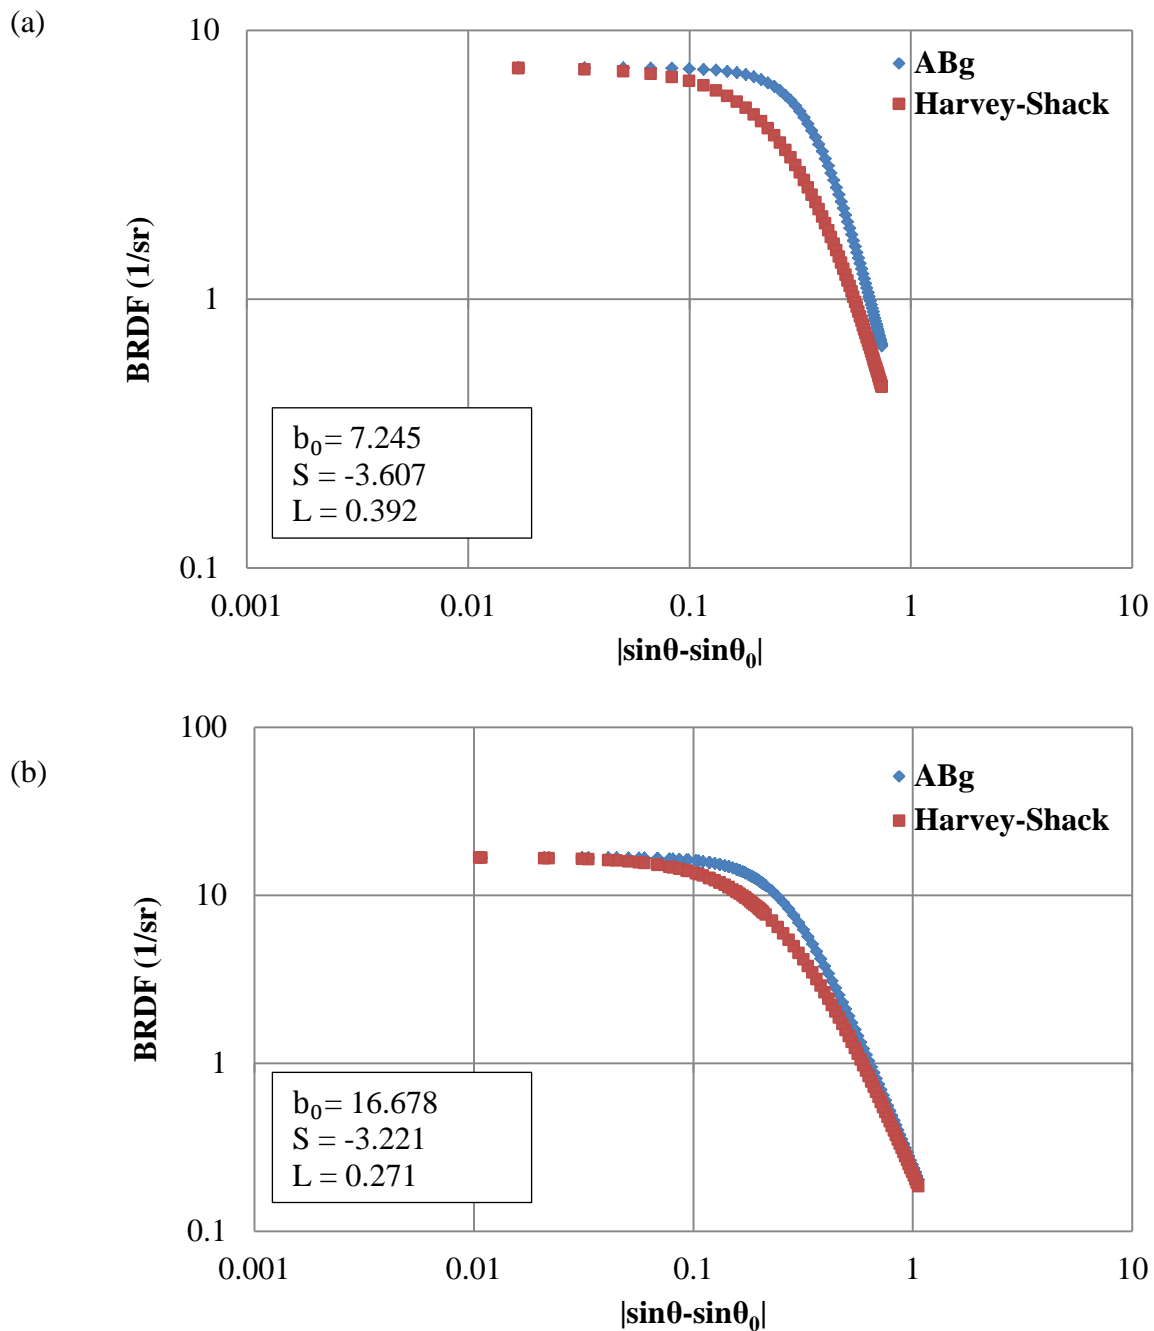 (a)
10
1
0.1
BRDF (1/sr)
ABg
Harvey-Shack
b₀= 7.245
S = -3.607
L = 0.392
0.001 0.01 0.1 1 10
|sinθ-sinθ₀|
(b)
100
10
1
0.1
BRDF (1/sr)
ABg
Harvey-Shack
b₀ = 16.678
S = -3.221
L = 0.271
0.001 0.01 0.1 1 10
|sinθ-sinθ₀|